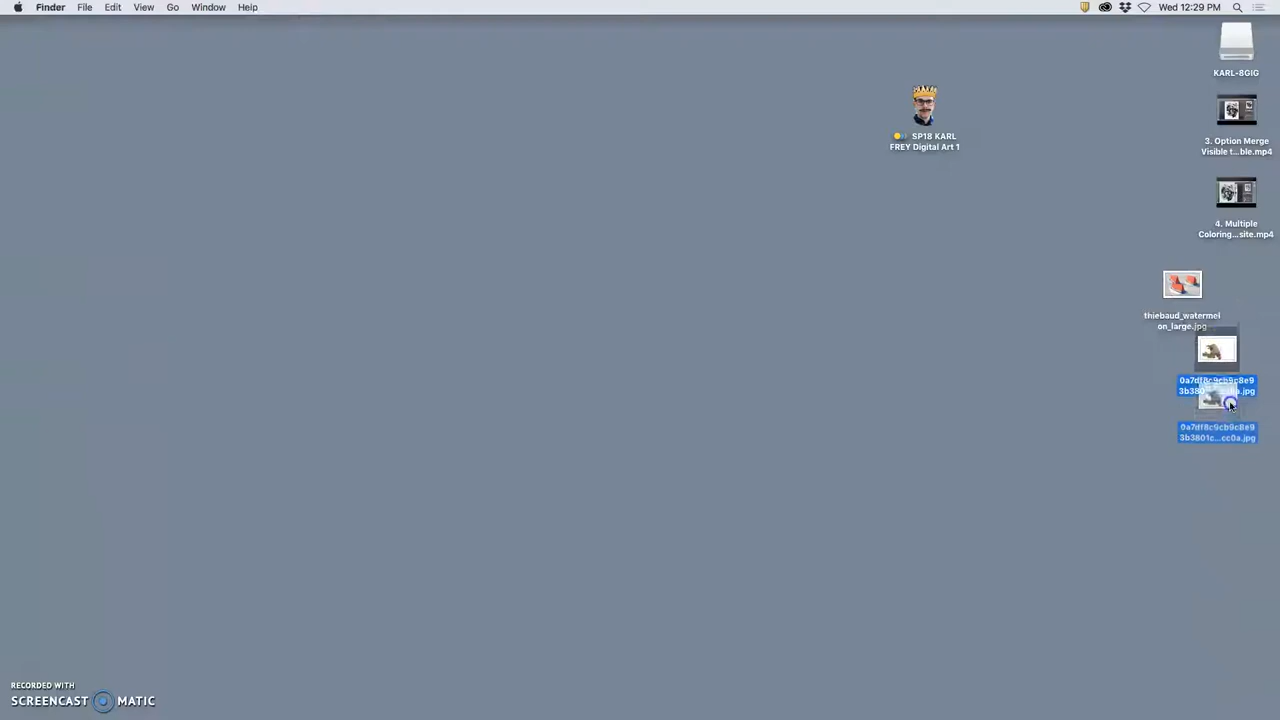 Finder File Edit View Go Window Help Wed 12:29 PM
KARL-8GIG
SP18 KARL
FREY Digital Art 1
3. Option Merge
Visible t...ble.mp4
4. Multiple
Coloring...site.mp4
thiebaud_watermel
on_large.jpg
0a7df8c9cb9c8e9
0a7df8c9cb9c8e9
3b3801c...cc0a.jpg
RECORDED WITH
SCREENCAST MATIC